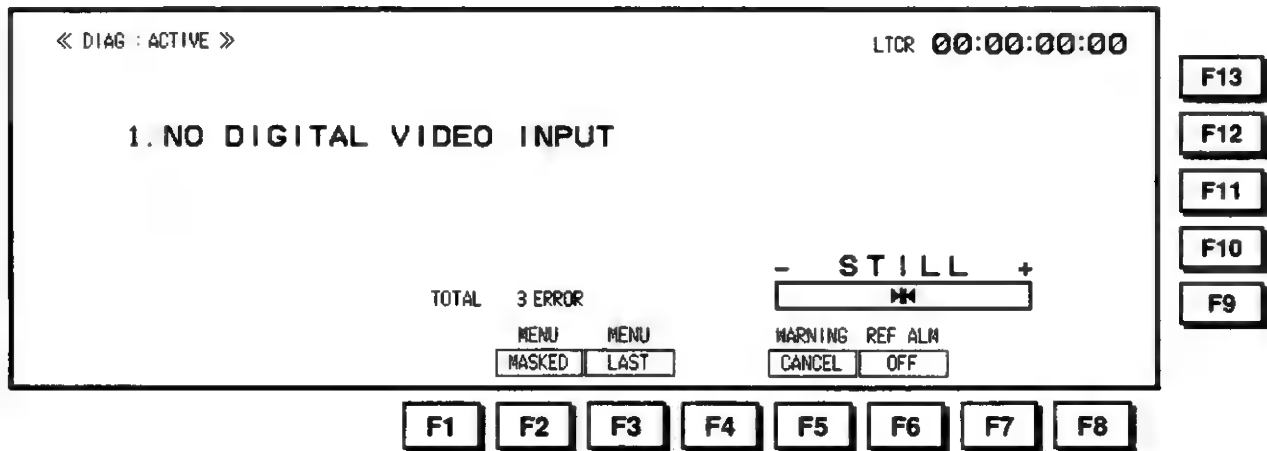 ≪ DIAG : ACTIVE ≫ LTCR 00:00:00:00
1. NO DIGITAL VIDEO INPUT
- STILL +
TOTAL 3 ERROR
MENU MENU WARNING REF ALM
MASKED LAST CANCEL OFF
F13
F12
F11
F10
F9
F1 F2 F3 F4 F5 F6 F7 F8